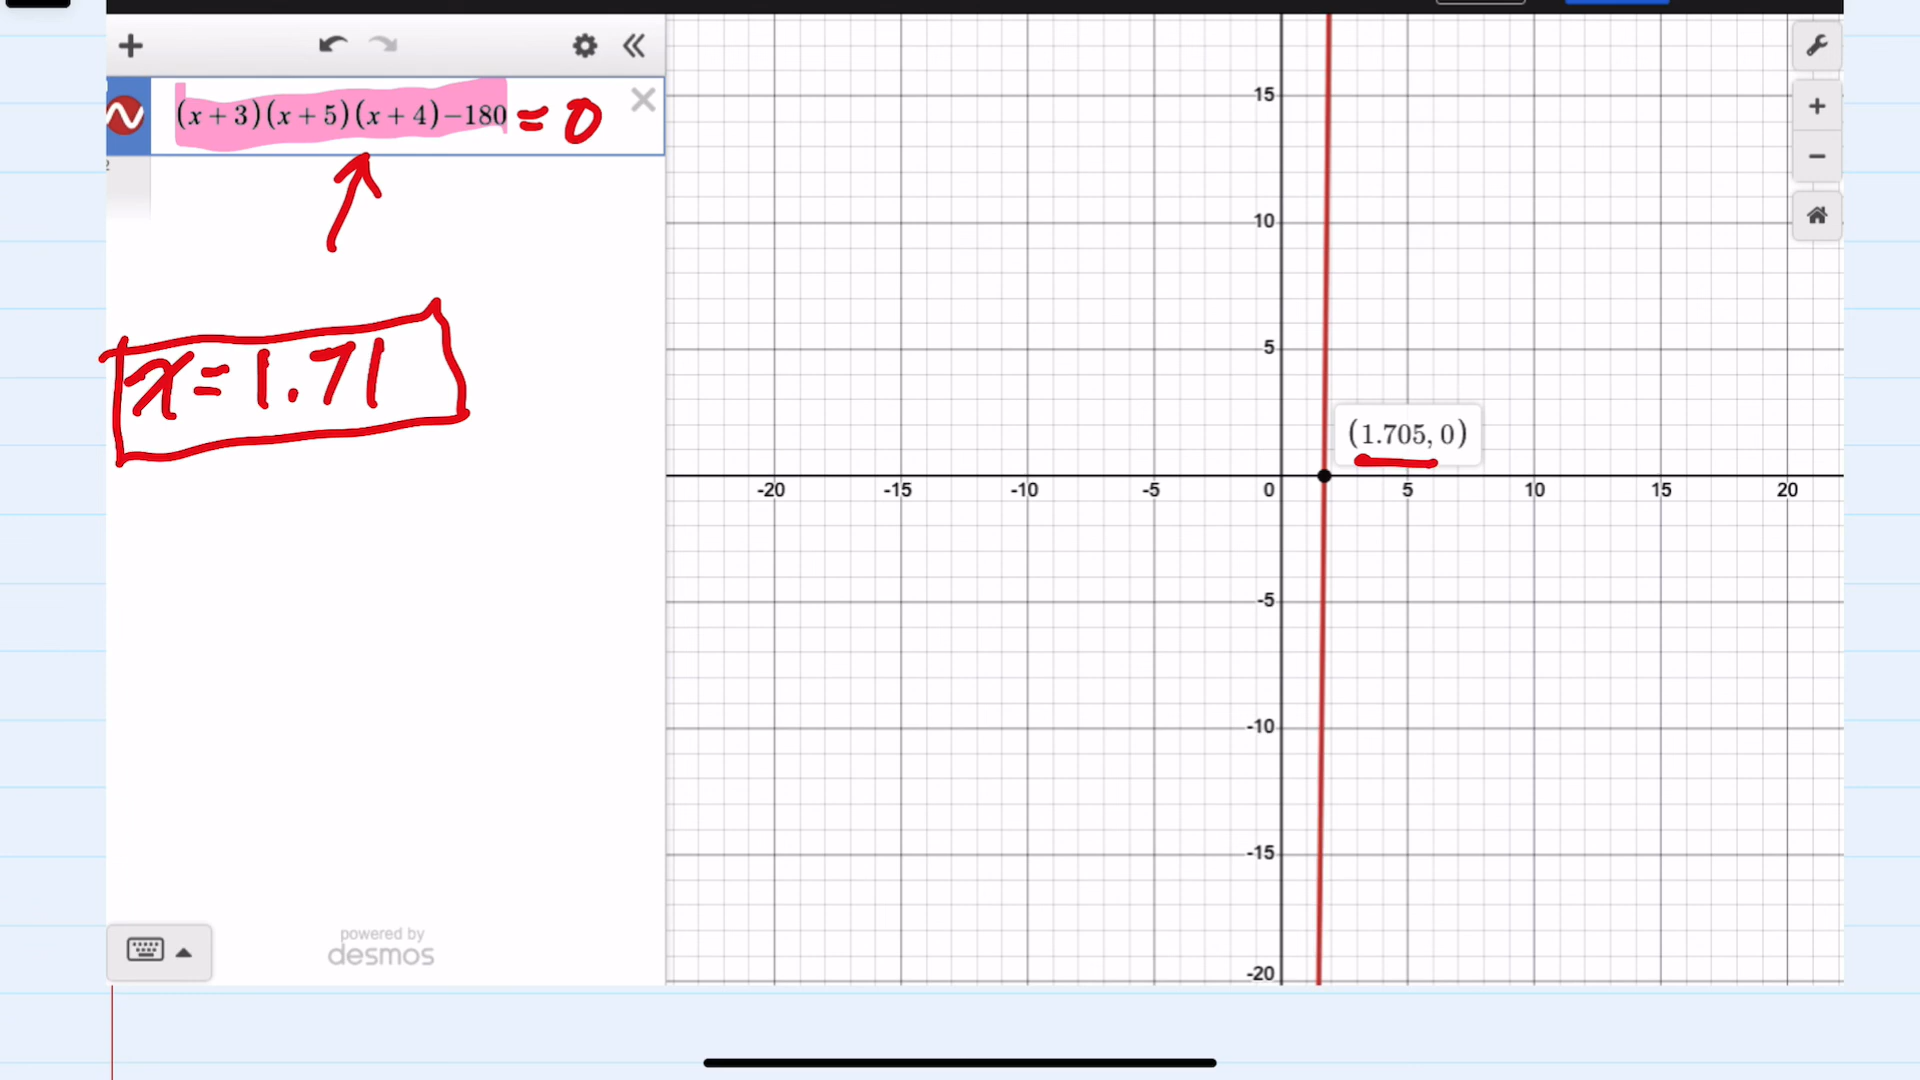 (x + 3)(x + 5)(x + 4)−180 = 0
2
x = 1.71
15
10
5
(1.705, 0)
-20 -15 -10 -5 0 5 10 15 20
-5
-10
-15
-20
powered by
desmos